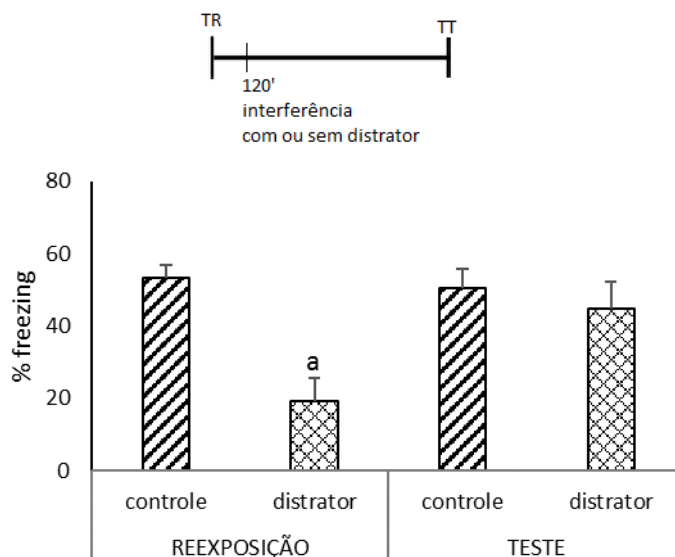 TR
TT
120'
interferência
com ou sem distrator
80
60
40
20
0
% freezing
a
controle
distrator
controle
distrator
REEXPOSIÇÃO
TESTE